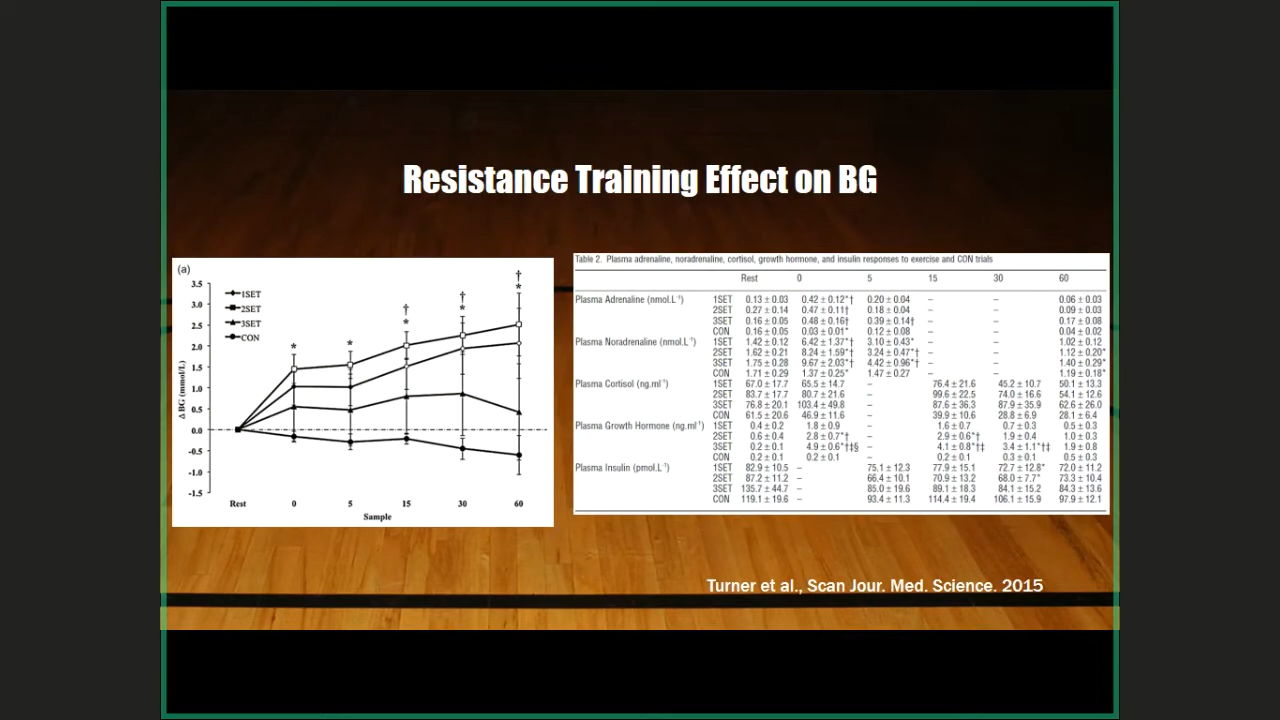 Resistance Training Effect on BG
(a)
3.5
3.0
2.5
2.0
1.5
1.0
0.5
0.0
-0.5
-1.0
-1.5
Δ BG (mmol/L)
1SET
2SET
3SET
CON
*
*
†
*
†
*
†
*
Rest 0 5 15 30 60
Sample
Table 2. Plasma adrenaline, noradrenaline, cortisol, growth hormone, and insulin responses to exercise and CON trials
Rest 0 5 15 30 60
Plasma Adrenaline (nmol.L⁻¹) 1SET 0.13 ± 0.03 0.42 ± 0.12*† 0.20 ± 0.04 – – 0.06 ± 0.03
2SET 0.27 ± 0.14 0.47 ± 0.11† 0.18 ± 0.04 – – 0.09 ± 0.03
3SET 0.16 ± 0.05 0.48 ± 0.16† 0.39 ± 0.14† – – 0.17 ± 0.08
CON 0.16 ± 0.05 0.03 ± 0.01* 0.12 ± 0.08 – – 0.04 ± 0.02
Plasma Noradrenaline (nmol.L⁻¹) 1SET 1.42 ± 0.12 6.42 ± 1.37*† 3.10 ± 0.43* – – 1.02 ± 0.12
2SET 1.62 ± 0.21 8.24 ± 1.59*† 3.24 ± 0.47*† – – 1.12 ± 0.20*
3SET 1.75 ± 0.28 9.67 ± 2.03*† 4.42 ± 0.96*† – – 1.40 ± 0.29*
CON 1.71 ± 0.29 1.37 ± 0.25* 1.47 ± 0.27 – – 1.19 ± 0.18*
Plasma Cortisol (ng.ml⁻¹) 1SET 67.0 ± 17.7 65.5 ± 14.7 – 76.4 ± 21.6 45.2 ± 10.7 50.1 ± 13.3
2SET 83.7 ± 17.7 80.7 ± 21.6 – 99.6 ± 22.5 74.0 ± 16.6 54.1 ± 12.6
3SET 76.8 ± 20.1 103.4 ± 49.8 – 87.6 ± 36.3 87.9 ± 35.9 62.6 ± 26.0
CON 61.5 ± 20.6 46.9 ± 11.6 – 39.9 ± 10.6 28.8 ± 6.9 28.1 ± 6.4
Plasma Growth Hormone (ng.ml⁻¹) 1SET 0.4 ± 0.2 1.8 ± 0.9 – 1.6 ± 0.7 0.7 ± 0.3 0.5 ± 0.3
2SET 0.6 ± 0.4 2.8 ± 0.7*† – 2.9 ± 0.6*† 1.9 ± 0.4 1.0 ± 0.3
3SET 0.2 ± 0.1 4.9 ± 0.6*†‡§ – 4.1 ± 0.8*†‡ 3.4 ± 1.1*†‡ 1.9 ± 0.8
CON 0.2 ± 0.1 0.2 ± 0.1 – 0.2 ± 0.1 0.3 ± 0.1 0.5 ± 0.3
Plasma Insulin (pmol.L⁻¹) 1SET 82.9 ± 10.5 – 75.1 ± 12.3 77.9 ± 15.1 72.7 ± 12.8* 72.0 ± 11.2
2SET 87.2 ± 11.2 – 66.4 ± 10.1 70.9 ± 13.2 68.0 ± 7.7* 73.3 ± 10.4
3SET 135.7 ± 44.7 – 85.0 ± 19.6 89.1 ± 18.3 84.1 ± 15.2 84.3 ± 13.6
CON 119.1 ± 19.6 – 93.4 ± 11.3 114.4 ± 19.4 106.1 ± 15.9 97.9 ± 12.1
Turner et al., Scan Jour. Med. Science. 2015